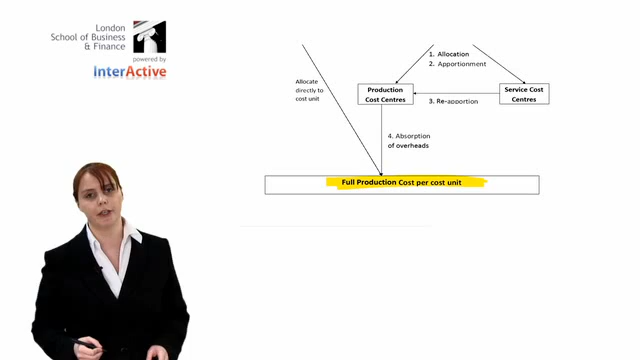 London
School of Business
& Finance
powered by
InterActive
1. Allocation
2. Apportionment
Allocate
directly to
cost unit
Production
Cost Centres
Service Cost
Centres
3. Re-apportion
4. Absorption
of overheads
Full Production Cost per cost unit